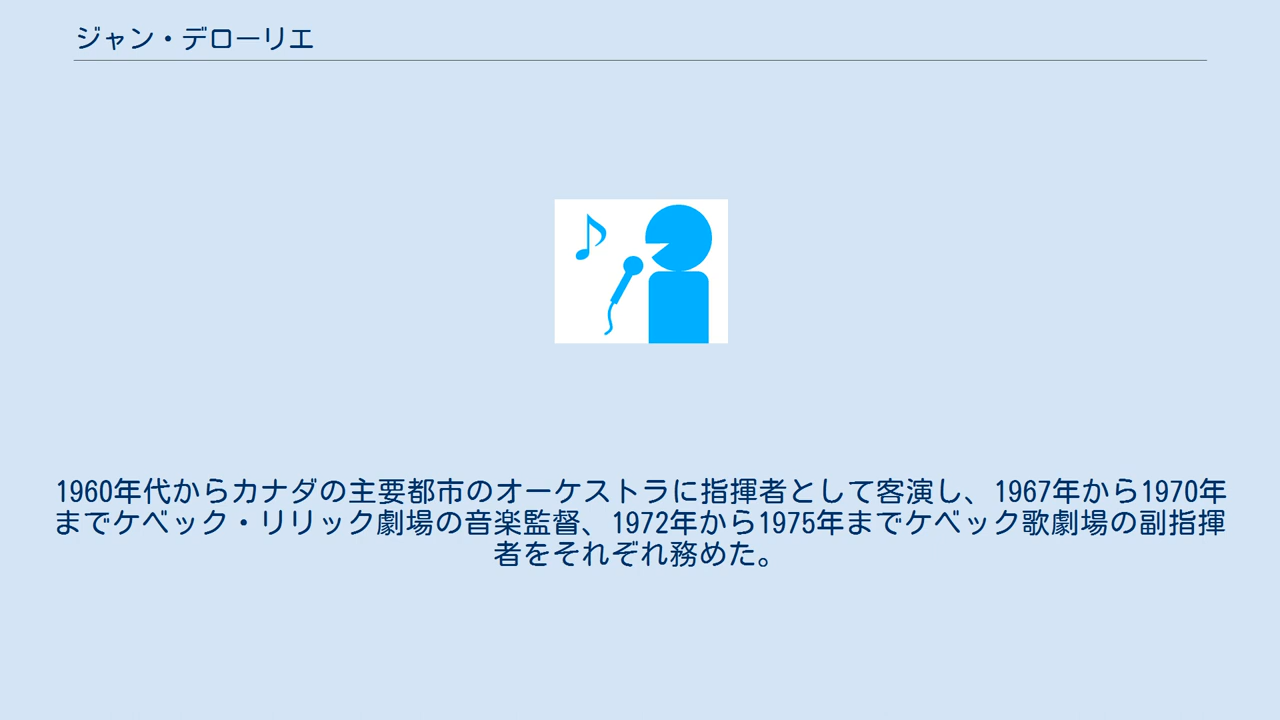 ジャン・デローリエ
1960年代からカナダの主要都市のオーケストラに指揮者として客演し、1967年から1970年
までケベック・リリック劇場の音楽監督、1972年から1975年までケベック歌劇場の副指揮
者をそれぞれ務めた。